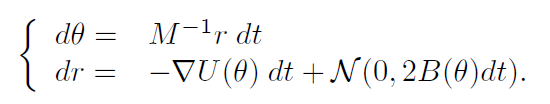 dθ = M⁻¹r dt
dr = −∇U(θ) dt + 𝒩(0, 2B(θ)dt).